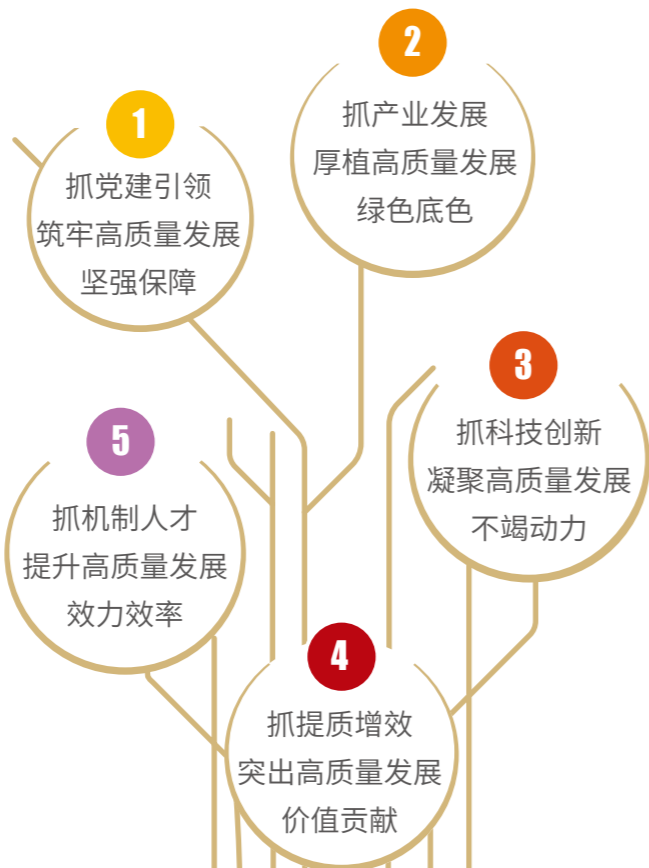 1
抓党建引领
筑牢高质量发展
坚强保障
2
抓产业发展
厚植高质量发展
绿色底色
3
抓科技创新
凝聚高质量发展
不竭动力
4
抓提质增效
突出高质量发展
价值贡献
5
抓机制人才
提升高质量发展
效力效率